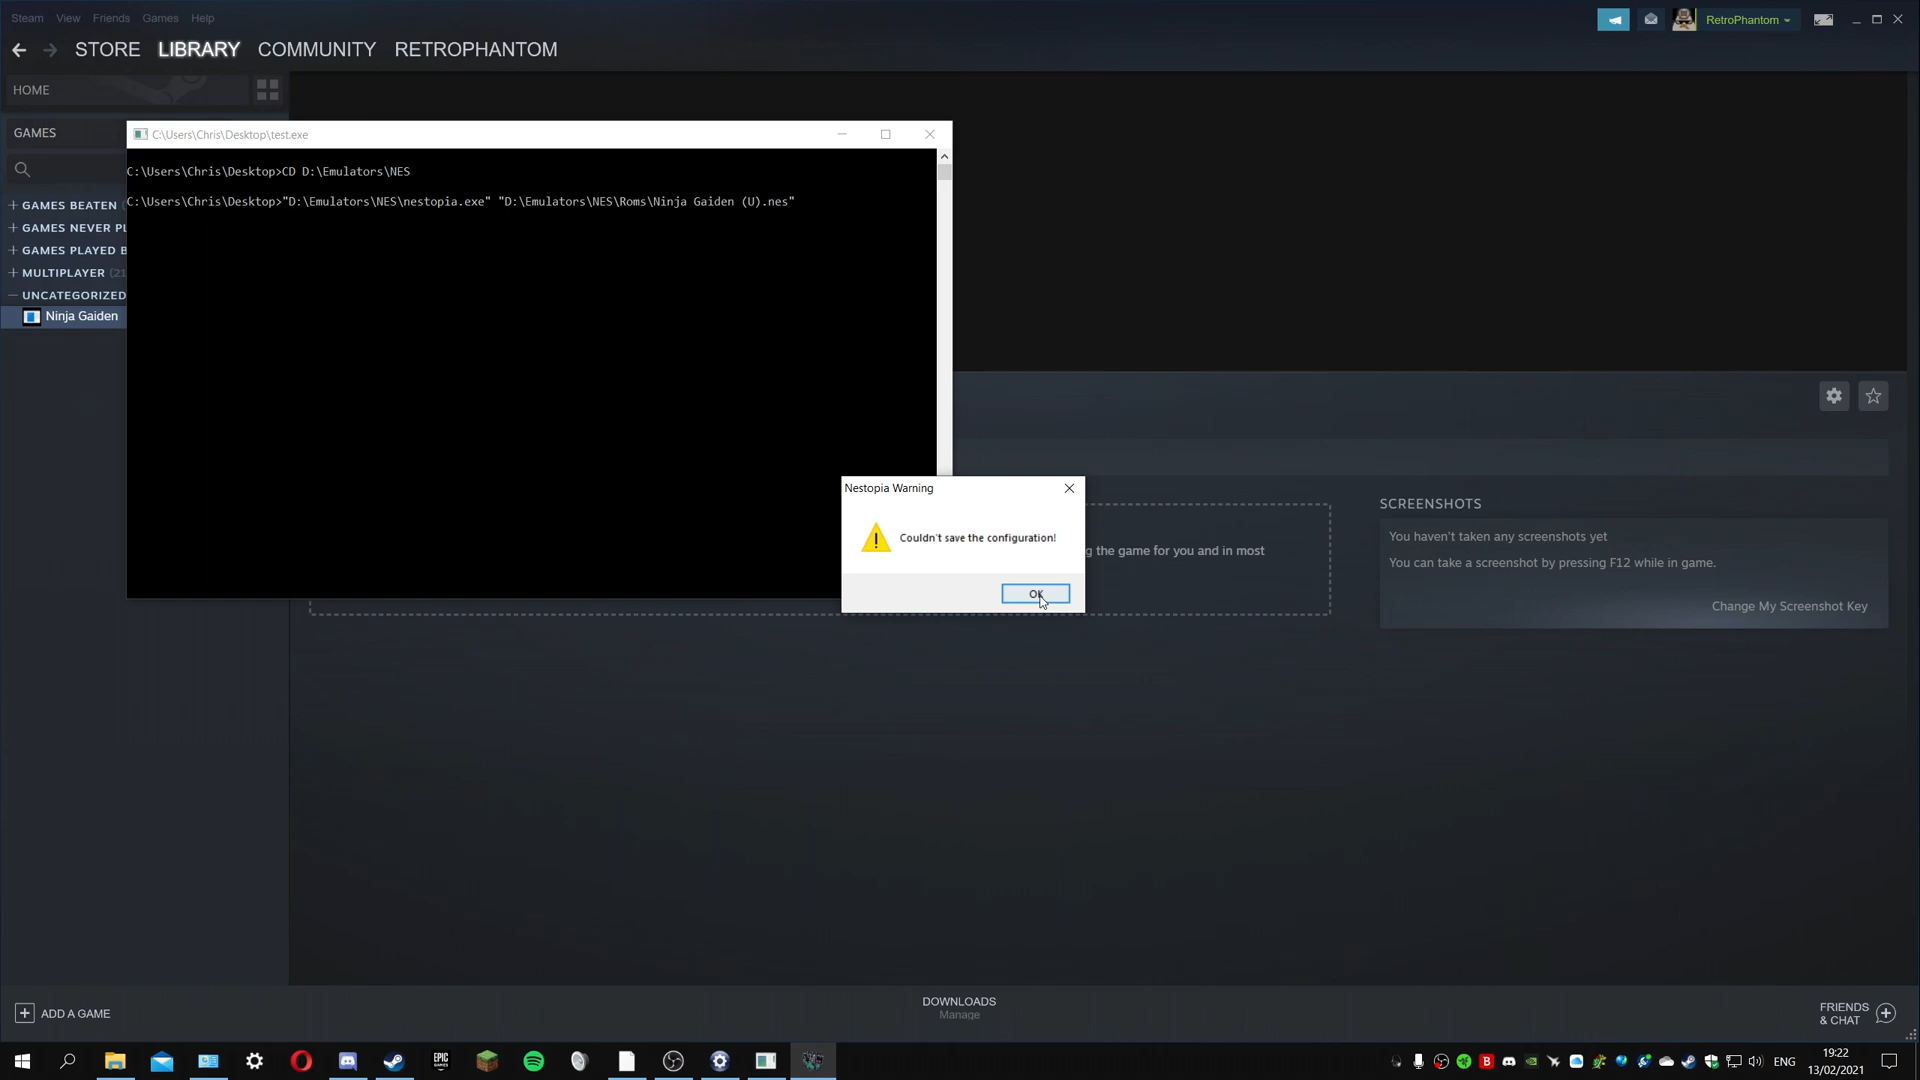 Steam View Friends Games Help
RetroPhantom
STORE LIBRARY COMMUNITY RETROPHANTOM
HOME
GAMES
C:\Users\Chris\Desktop\test.exe
C:\Users\Chris\Desktop>CD D:\Emulators\NES
C:\Users\Chris\Desktop>"D:\Emulators\NES\nestopia.exe" "D:\Emulators\NES\Roms\Ninja Gaiden (U).nes"
GAMES BEATEN
GAMES NEVER PL
GAMES PLAYED B
MULTIPLAYER (21
UNCATEGORIZED
Ninja Gaiden
Nestopia Warning
Couldn't save the configuration!
OK
g the game for you and in most
SCREENSHOTS
You haven't taken any screenshots yet
You can take a screenshot by pressing F12 while in game.
Change My Screenshot Key
ADD A GAME
DOWNLOADS
Manage
FRIENDS
& CHAT
EPIC
GAMES
ENG
19:22
13/02/2021